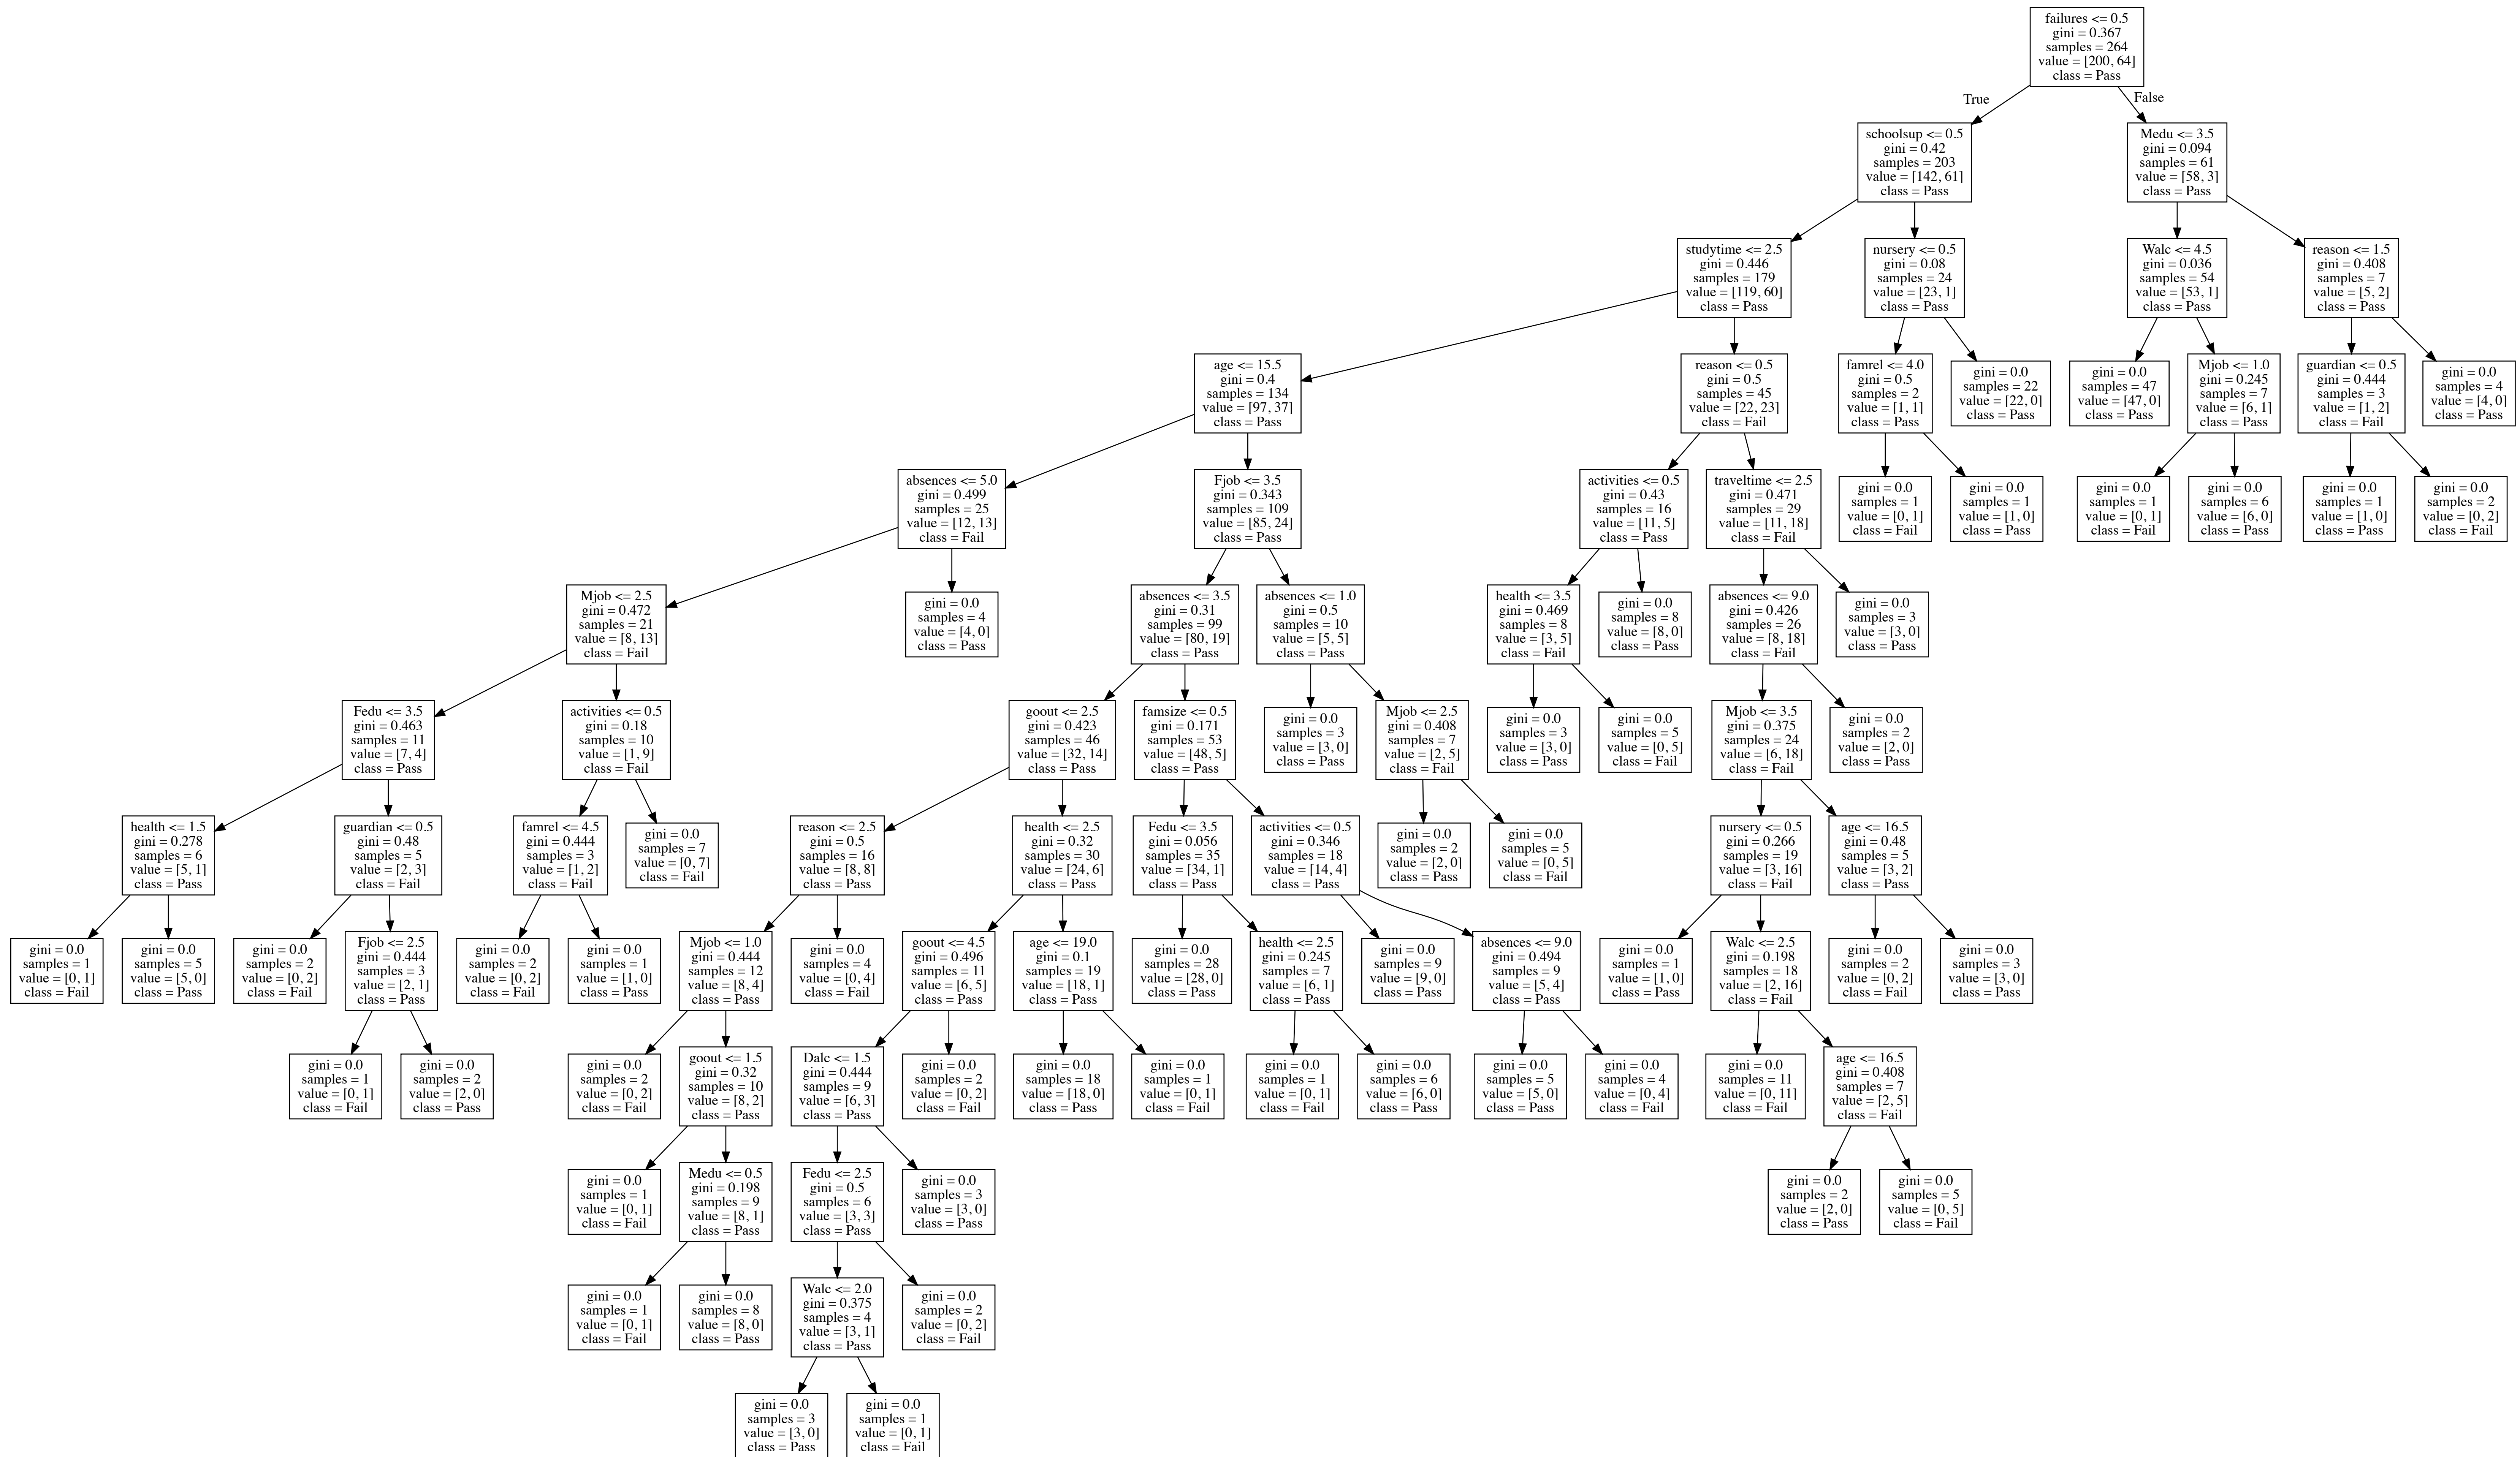 failures <= 0.5
gini = 0.367
samples = 264
value = [200, 64]
class = Pass
True
False
schoolsup <= 0.5
gini = 0.42
samples = 203
value = [142, 61]
class = Pass
Medu <= 3.5
gini = 0.094
samples = 61
value = [58, 3]
class = Pass
studytime <= 2.5
gini = 0.446
samples = 179
value = [119, 60]
class = Pass
nursery <= 0.5
gini = 0.08
samples = 24
value = [23, 1]
class = Pass
Walc <= 4.5
gini = 0.036
samples = 54
value = [53, 1]
class = Pass
reason <= 1.5
gini = 0.408
samples = 7
value = [5, 2]
class = Pass
age <= 15.5
gini = 0.4
samples = 134
value = [97, 37]
class = Pass
reason <= 0.5
gini = 0.5
samples = 45
value = [22, 23]
class = Fail
famrel <= 4.0
gini = 0.5
samples = 2
value = [1, 1]
class = Pass
gini = 0.0
samples = 22
value = [22, 0]
class = Pass
gini = 0.0
samples = 47
value = [47, 0]
class = Pass
Mjob <= 1.0
gini = 0.245
samples = 7
value = [6, 1]
class = Pass
guardian <= 0.5
gini = 0.444
samples = 3
value = [1, 2]
class = Fail
gini = 0.0
samples = 4
value = [4, 0]
class = Pass
absences <= 5.0
gini = 0.499
samples = 25
value = [12, 13]
class = Fail
Fjob <= 3.5
gini = 0.343
samples = 109
value = [85, 24]
class = Pass
activities <= 0.5
gini = 0.43
samples = 16
value = [11, 5]
class = Pass
traveltime <= 2.5
gini = 0.471
samples = 29
value = [11, 18]
class = Fail
gini = 0.0
samples = 1
value = [0, 1]
class = Fail
gini = 0.0
samples = 1
value = [1, 0]
class = Pass
gini = 0.0
samples = 1
value = [0, 1]
class = Fail
gini = 0.0
samples = 6
value = [6, 0]
class = Pass
gini = 0.0
samples = 1
value = [1, 0]
class = Pass
gini = 0.0
samples = 2
value = [0, 2]
class = Fail
Mjob <= 2.5
gini = 0.472
samples = 21
value = [8, 13]
class = Fail
gini = 0.0
samples = 4
value = [4, 0]
class = Pass
absences <= 3.5
gini = 0.31
samples = 99
value = [80, 19]
class = Pass
absences <= 1.0
gini = 0.5
samples = 10
value = [5, 5]
class = Pass
health <= 3.5
gini = 0.469
samples = 8
value = [3, 5]
class = Fail
gini = 0.0
samples = 8
value = [8, 0]
class = Pass
absences <= 9.0
gini = 0.426
samples = 26
value = [8, 18]
class = Fail
gini = 0.0
samples = 3
value = [3, 0]
class = Pass
Fedu <= 3.5
gini = 0.463
samples = 11
value = [7, 4]
class = Pass
activities <= 0.5
gini = 0.18
samples = 10
value = [1, 9]
class = Fail
goout <= 2.5
gini = 0.423
samples = 46
value = [32, 14]
class = Pass
famsize <= 0.5
gini = 0.171
samples = 53
value = [48, 5]
class = Pass
gini = 0.0
samples = 3
value = [3, 0]
class = Pass
Mjob <= 2.5
gini = 0.408
samples = 7
value = [2, 5]
class = Fail
gini = 0.0
samples = 3
value = [3, 0]
class = Pass
gini = 0.0
samples = 5
value = [0, 5]
class = Fail
Mjob <= 3.5
gini = 0.375
samples = 24
value = [6, 18]
class = Fail
gini = 0.0
samples = 2
value = [2, 0]
class = Pass
health <= 1.5
gini = 0.278
samples = 6
value = [5, 1]
class = Pass
guardian <= 0.5
gini = 0.48
samples = 5
value = [2, 3]
class = Fail
famrel <= 4.5
gini = 0.444
samples = 3
value = [1, 2]
class = Fail
gini = 0.0
samples = 7
value = [0, 7]
class = Fail
reason <= 2.5
gini = 0.5
samples = 16
value = [8, 8]
class = Pass
health <= 2.5
gini = 0.32
samples = 30
value = [24, 6]
class = Pass
Fedu <= 3.5
gini = 0.056
samples = 35
value = [34, 1]
class = Pass
activities <= 0.5
gini = 0.346
samples = 18
value = [14, 4]
class = Pass
gini = 0.0
samples = 2
value = [2, 0]
class = Pass
gini = 0.0
samples = 5
value = [0, 5]
class = Fail
nursery <= 0.5
gini = 0.266
samples = 19
value = [3, 16]
class = Fail
age <= 16.5
gini = 0.48
samples = 5
value = [3, 2]
class = Pass
gini = 0.0
samples = 1
value = [0, 1]
class = Fail
gini = 0.0
samples = 5
value = [5, 0]
class = Pass
gini = 0.0
samples = 2
value = [0, 2]
class = Fail
Fjob <= 2.5
gini = 0.444
samples = 3
value = [2, 1]
class = Pass
gini = 0.0
samples = 2
value = [0, 2]
class = Fail
gini = 0.0
samples = 1
value = [1, 0]
class = Pass
Mjob <= 1.0
gini = 0.444
samples = 12
value = [8, 4]
class = Pass
gini = 0.0
samples = 4
value = [0, 4]
class = Fail
goout <= 4.5
gini = 0.496
samples = 11
value = [6, 5]
class = Pass
age <= 19.0
gini = 0.1
samples = 19
value = [18, 1]
class = Pass
gini = 0.0
samples = 28
value = [28, 0]
class = Pass
health <= 2.5
gini = 0.245
samples = 7
value = [6, 1]
class = Pass
gini = 0.0
samples = 9
value = [9, 0]
class = Pass
absences <= 9.0
gini = 0.494
samples = 9
value = [5, 4]
class = Pass
gini = 0.0
samples = 1
value = [1, 0]
class = Pass
Walc <= 2.5
gini = 0.198
samples = 18
value = [2, 16]
class = Fail
gini = 0.0
samples = 2
value = [0, 2]
class = Fail
gini = 0.0
samples = 3
value = [3, 0]
class = Pass
gini = 0.0
samples = 1
value = [0, 1]
class = Fail
gini = 0.0
samples = 2
value = [2, 0]
class = Pass
gini = 0.0
samples = 2
value = [0, 2]
class = Fail
goout <= 1.5
gini = 0.32
samples = 10
value = [8, 2]
class = Pass
Dalc <= 1.5
gini = 0.444
samples = 9
value = [6, 3]
class = Pass
gini = 0.0
samples = 2
value = [0, 2]
class = Fail
gini = 0.0
samples = 18
value = [18, 0]
class = Pass
gini = 0.0
samples = 1
value = [0, 1]
class = Fail
gini = 0.0
samples = 1
value = [0, 1]
class = Fail
gini = 0.0
samples = 6
value = [6, 0]
class = Pass
gini = 0.0
samples = 5
value = [5, 0]
class = Pass
gini = 0.0
samples = 4
value = [0, 4]
class = Fail
gini = 0.0
samples = 11
value = [0, 11]
class = Fail
age <= 16.5
gini = 0.408
samples = 7
value = [2, 5]
class = Fail
gini = 0.0
samples = 1
value = [0, 1]
class = Fail
Medu <= 0.5
gini = 0.198
samples = 9
value = [8, 1]
class = Pass
Fedu <= 2.5
gini = 0.5
samples = 6
value = [3, 3]
class = Pass
gini = 0.0
samples = 3
value = [3, 0]
class = Pass
gini = 0.0
samples = 2
value = [2, 0]
class = Pass
gini = 0.0
samples = 5
value = [0, 5]
class = Fail
gini = 0.0
samples = 1
value = [0, 1]
class = Fail
gini = 0.0
samples = 8
value = [8, 0]
class = Pass
Walc <= 2.0
gini = 0.375
samples = 4
value = [3, 1]
class = Pass
gini = 0.0
samples = 2
value = [0, 2]
class = Fail
gini = 0.0
samples = 3
value = [3, 0]
class = Pass
gini = 0.0
samples = 1
value = [0, 1]
class = Fail